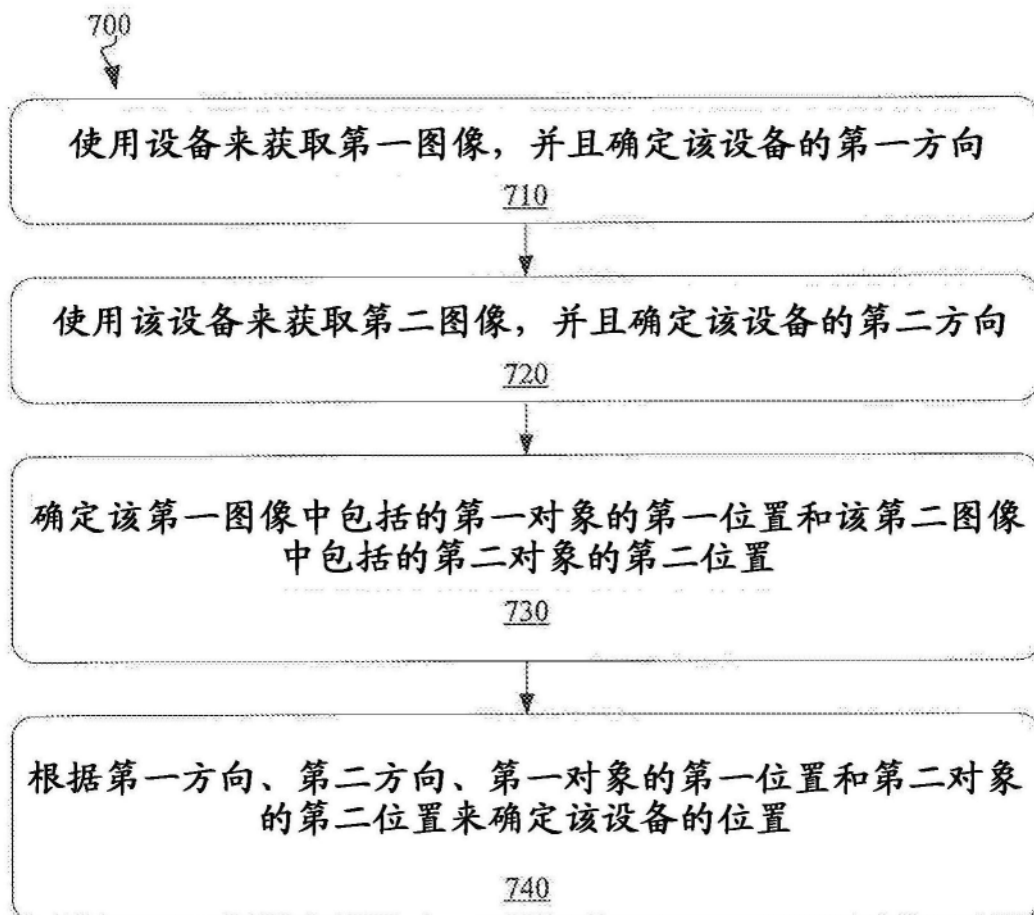 700
使用设备来获取第一图像，并且确定该设备的第一方向
710
使用该设备来获取第二图像，并且确定该设备的第二方向
720
确定该第一图像中包括的第一对象的第一位置和该第二图像
中包括的第二对象的第二位置
730
根据第一方向、第二方向、第一对象的第一位置和第二对象
的第二位置来确定该设备的位置
740